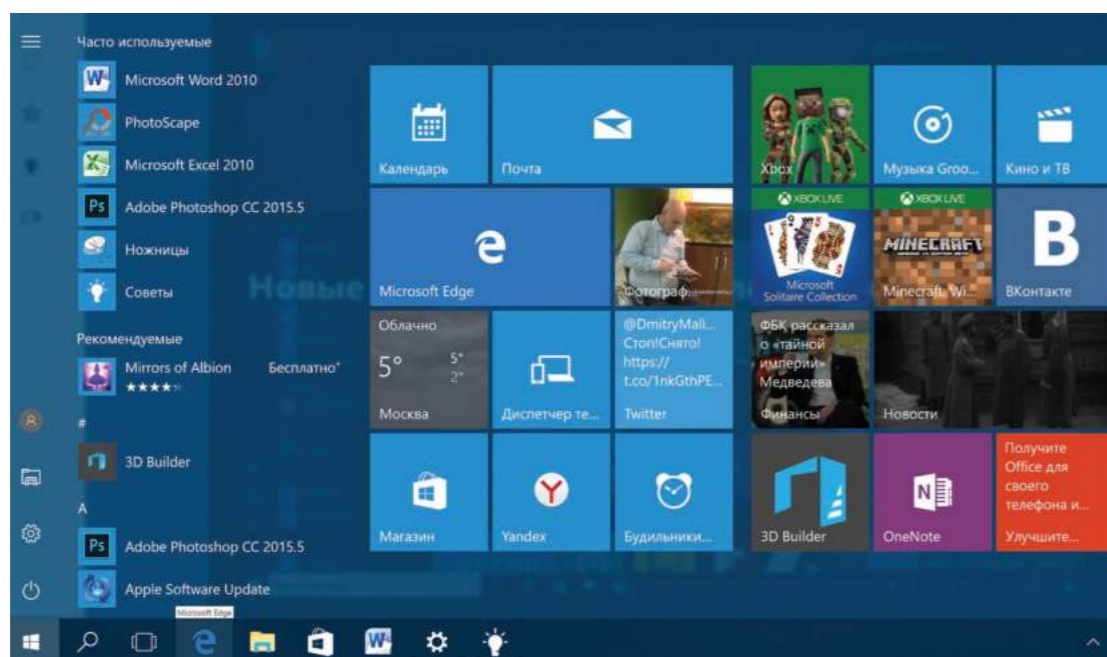 Часто используемые
Microsoft Word 2010
PhotoScape
Microsoft Excel 2010
Ps
Adobe Photoshop CC 2015.5
Ножницы
Советы
Рекомендуемые
Mirrors of Albion Бесплатно*
#
3D Builder
A
Ps
Adobe Photoshop CC 2015.5
Apple Software Update
Microsoft Edge
Календарь
Почта
Microsoft Edge
Фотограф...
Облачно
5° 5°
2°
Москва
Диспетчер те...
@DmitryMali...
Стоп!Снято!
https://
t.co/1nkGthPE...
Twitter
Магазин
Yandex
Будильники...
Xbox
Музыка Groo...
Кино и ТВ
XBOX LIVE
Microsoft
Solitaire Collection
XBOX LIVE
MINECRAFT
Minecraft: Wi...
В
ВКонтакте
ФБК рассказал
о «тайной
империи»
Медведева
Финансы
Новости
3D Builder
N
OneNote
Получите
Office для
своего
телефона и...
Улучшите...
Новые